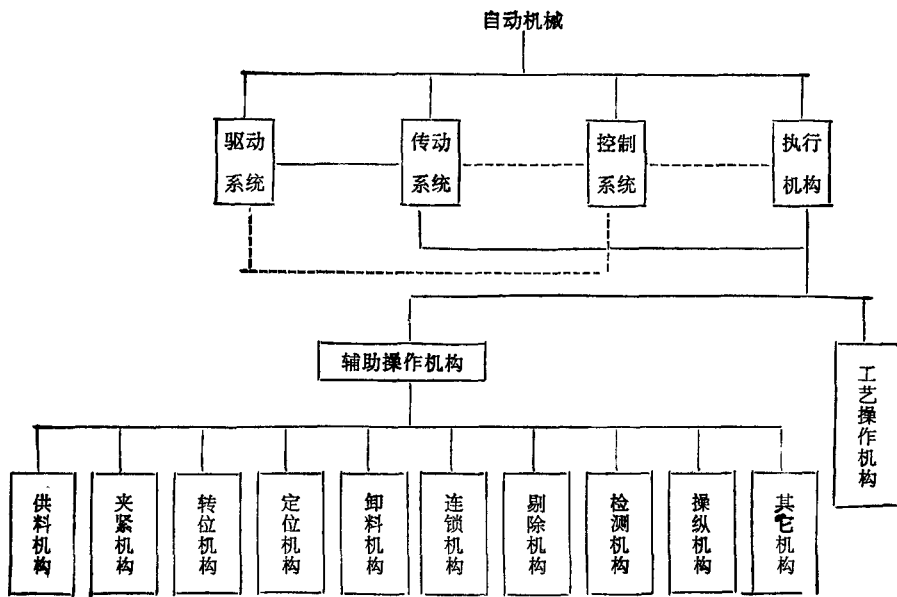 自动机械
驱动
系统
传动
系统
控制
系统
执行
机构
辅助操作机构
工艺操作机构
供料机构
夹紧机构
转位机构
定位机构
卸料机构
连锁机构
剔除机构
检测机构
操纵机构
其它机构